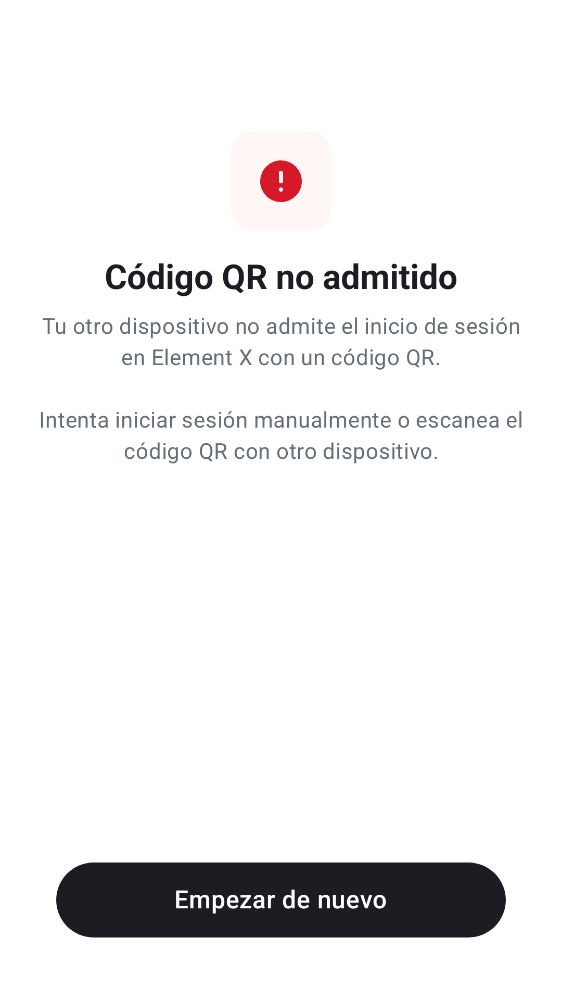 Código QR no admitido
Tu otro dispositivo no admite el inicio de sesión
en Element X con un código QR.
Intenta iniciar sesión manualmente o escanea el
código QR con otro dispositivo.
Empezar de nuevo